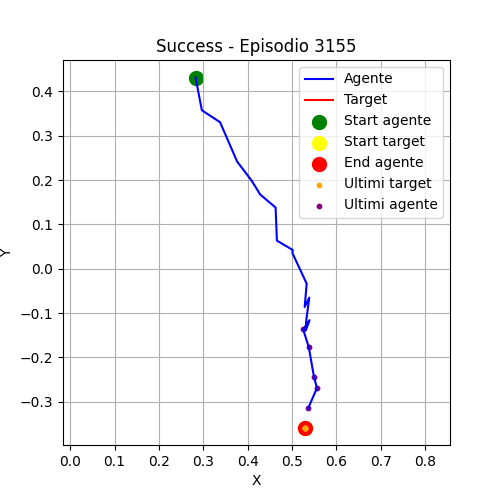 Success - Episodio 3155
Agente
Target
Start agente
Start target
End agente
Ultimi target
Ultimi agente
Y
0.4
0.3
0.2
0.1
0.0
−0.1
−0.2
−0.3
0.0 0.1 0.2 0.3 0.4 0.5 0.6 0.7 0.8
X